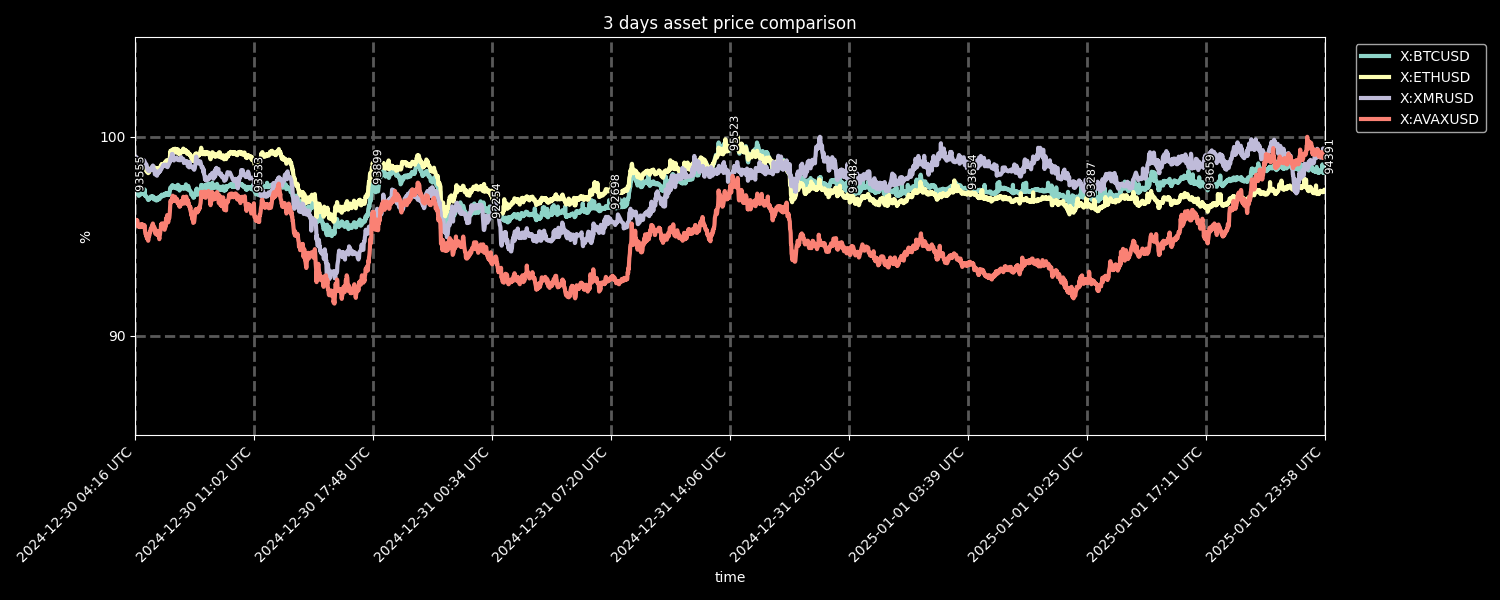 3 days asset price comparison
X:BTCUSD
X:ETHUSD
X:XMRUSD
X:AVAXUSD
100
90
%
93555
93533
93899
92254
92698
95523
93482
93654
93287
93659
94391
2024-12-30 04:16 UTC
2024-12-30 11:02 UTC
2024-12-30 17:48 UTC
2024-12-31 00:34 UTC
2024-12-31 07:20 UTC
2024-12-31 14:06 UTC
2024-12-31 20:52 UTC
2025-01-01 03:39 UTC
2025-01-01 10:25 UTC
2025-01-01 17:11 UTC
2025-01-01 23:58 UTC
time